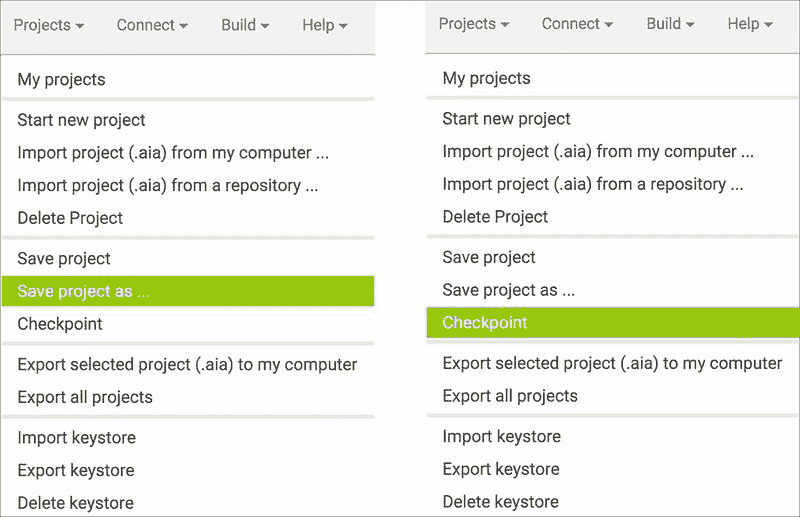 Projects Connect Build Help
My projects
Start new project
Import project (.aia) from my computer ...
Import project (.aia) from a repository ...
Delete Project
Save project
Save project as ...
Checkpoint
Export selected project (.aia) to my computer
Export all projects
Import keystore
Export keystore
Delete keystore
Projects Connect Build Help
My projects
Start new project
Import project (.aia) from my computer ...
Import project (.aia) from a repository ...
Delete Project
Save project
Save project as ...
Checkpoint
Export selected project (.aia) to my computer
Export all projects
Import keystore
Export keystore
Delete keystore